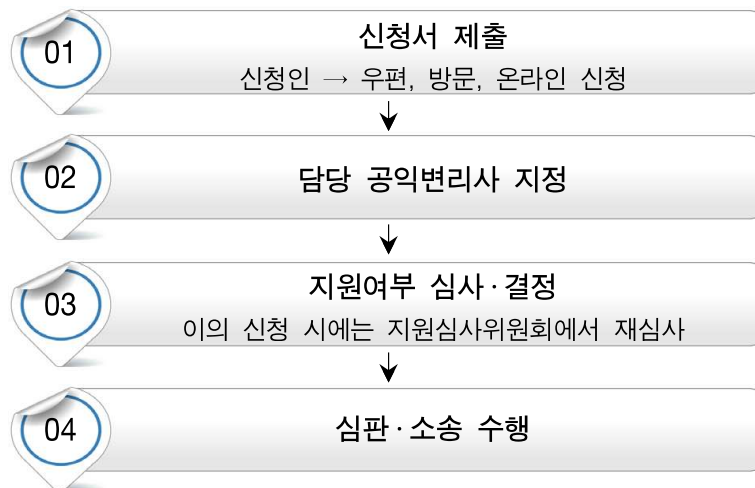 01
신청서 제출
신청인 → 우편, 방문, 온라인 신청
02
담당 공익변리사 지정
03
지원여부 심사·결정
이의 신청 시에는 지원심사위원회에서 재심사
04
심판·소송 수행